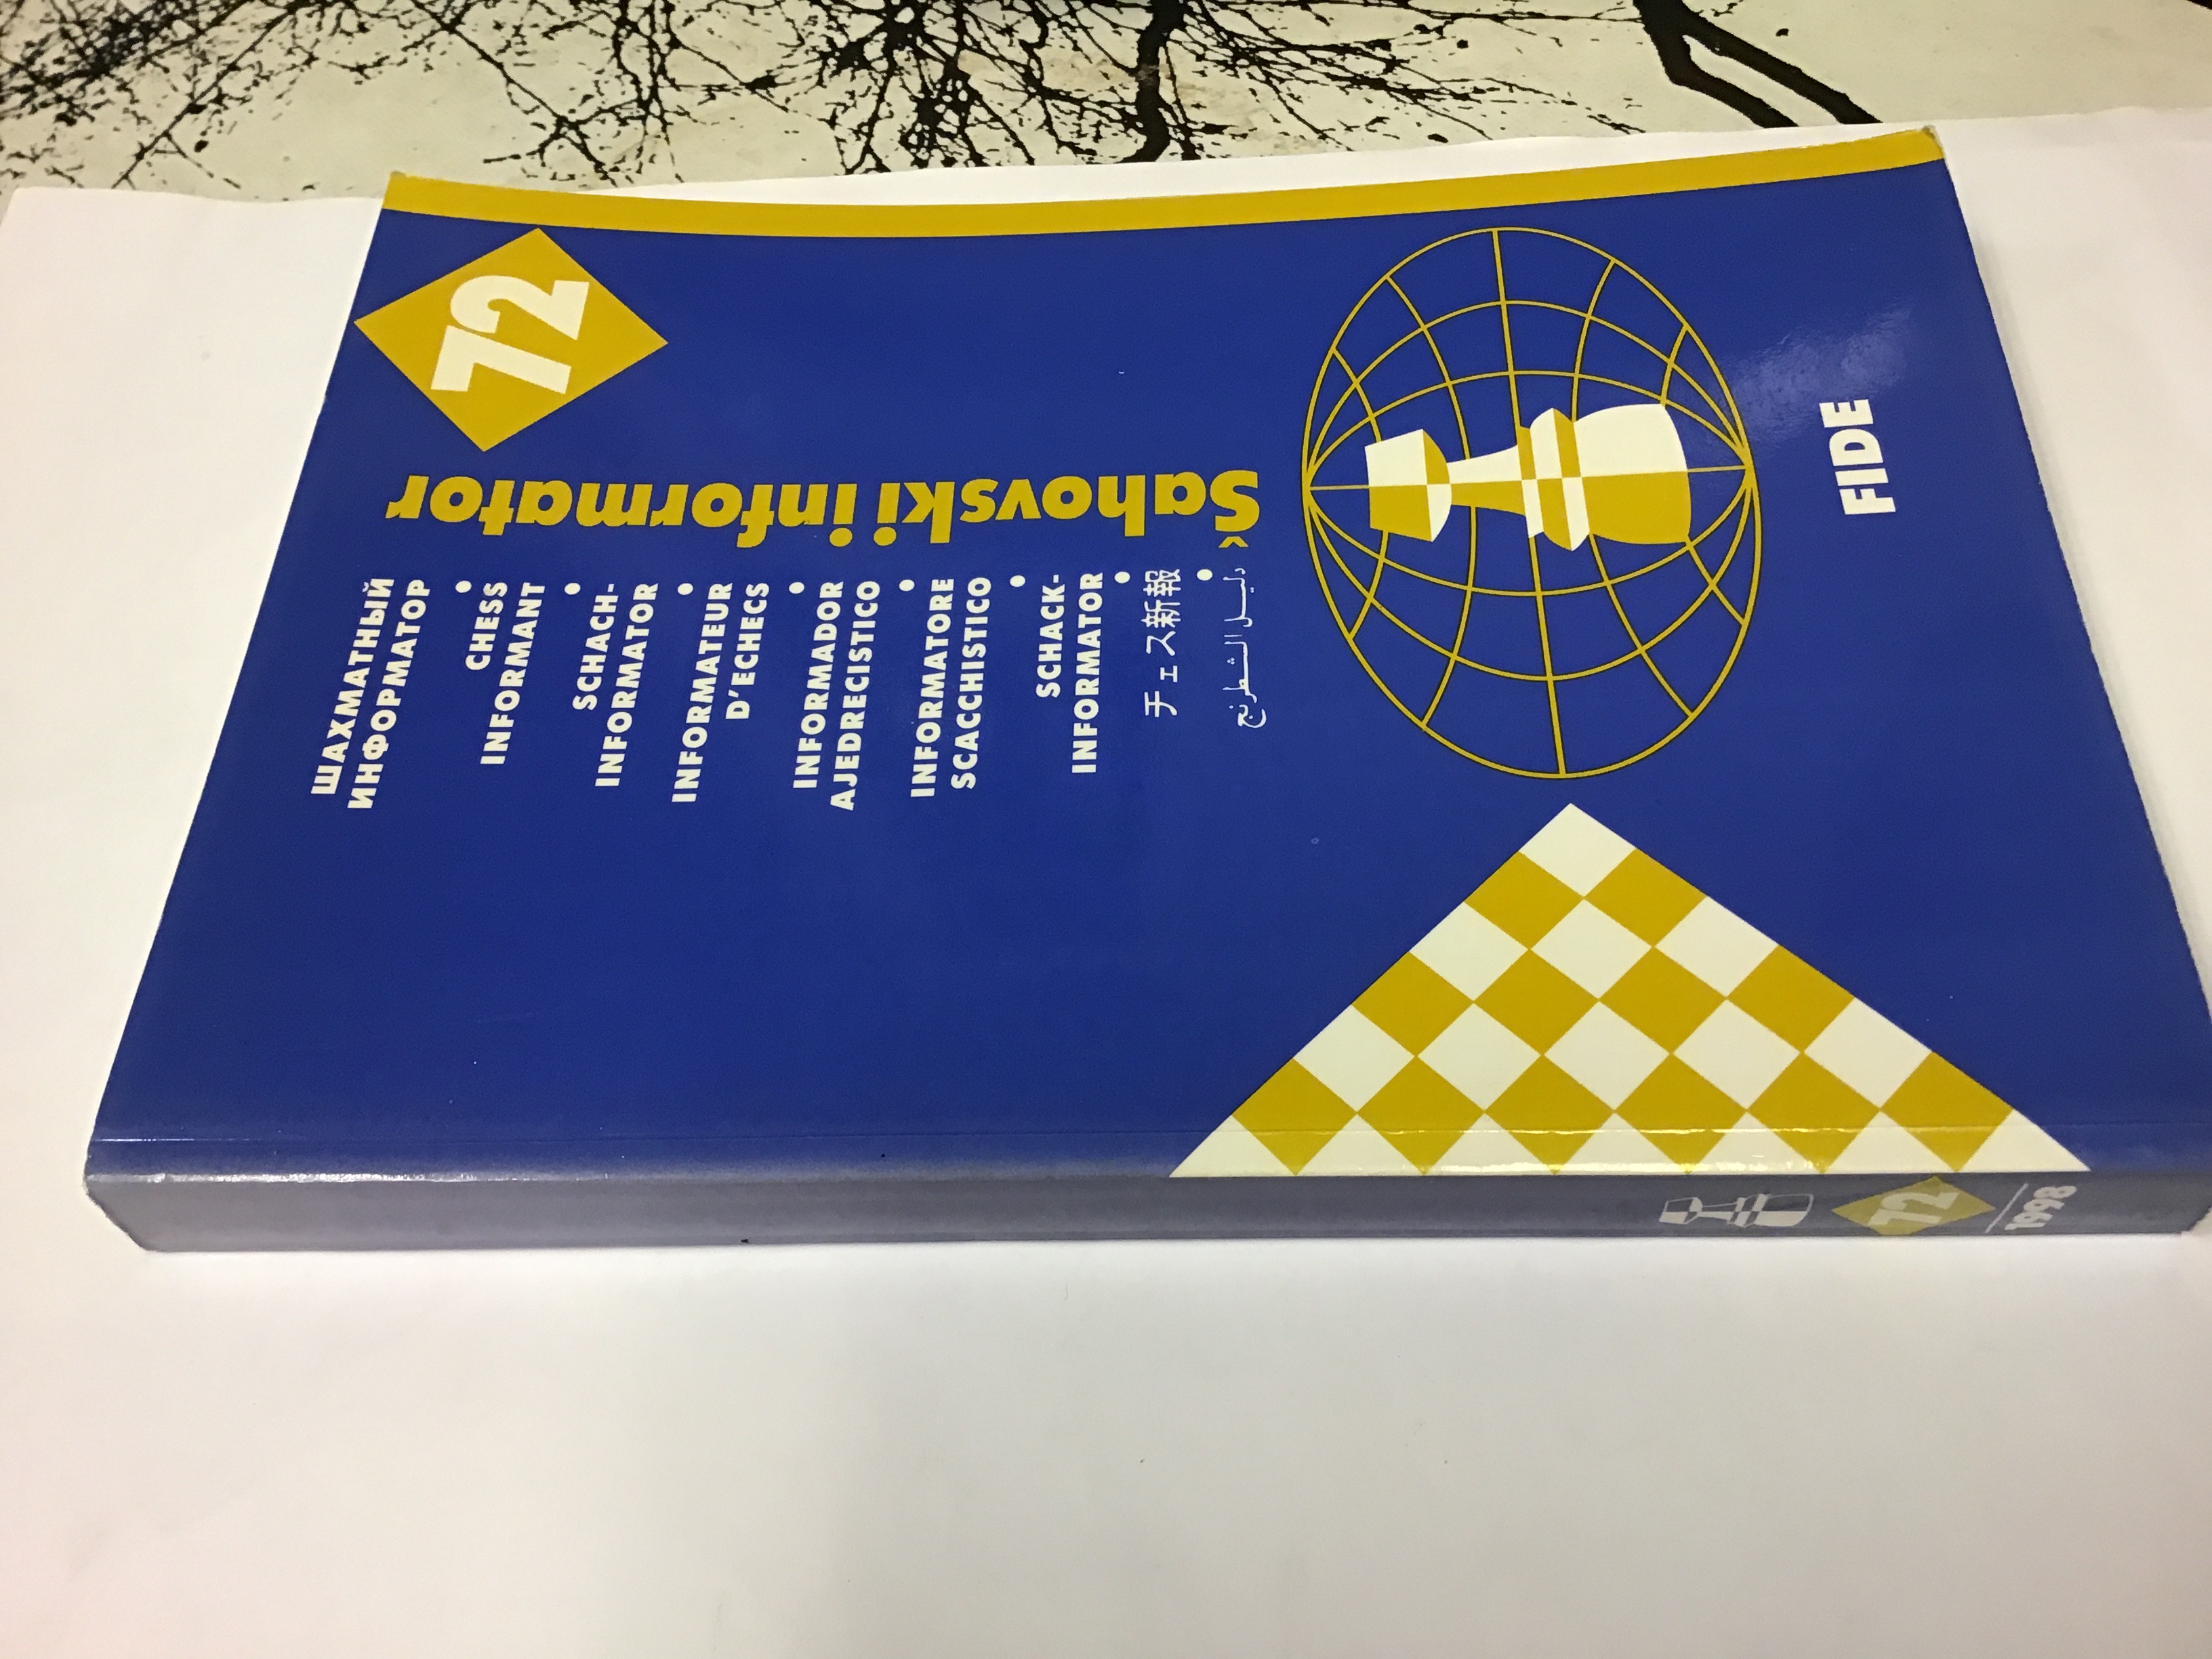 FIDE
Šahovski informator
72
ШАХМАТНЫЙ
ИНФОРМАТОР
•
CHESS
INFORMANT
•
SCHACH-
INFORMATOR
•
INFORMATEUR
D'ECHECS
•
INFORMADOR
AJEDRECISTICO
•
INFORMATORE
SCACCHISTICO
•
SCHACK-
INFORMATOR
•
チェス新報
•
دليل الشطرنج
72
1998